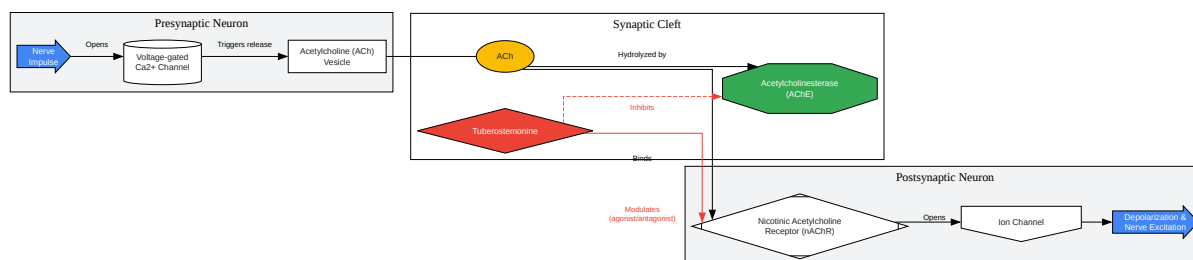 Presynaptic Neuron
Nerve
Impulse
Opens
Voltage-gated
Ca2+ Channel
Triggers release
Acetylcholine (ACh)
Vesicle
Synaptic Cleft
ACh
Hydrolyzed by
Acetylcholinesterase
(AChE)
Inhibits
Tuberostemonine
Binds
Modulates
(agonist/antagonist)
Postsynaptic Neuron
Nicotinic Acetylcholine
Receptor (nAChR)
Opens
Ion Channel
Depolarization &
Nerve Excitation